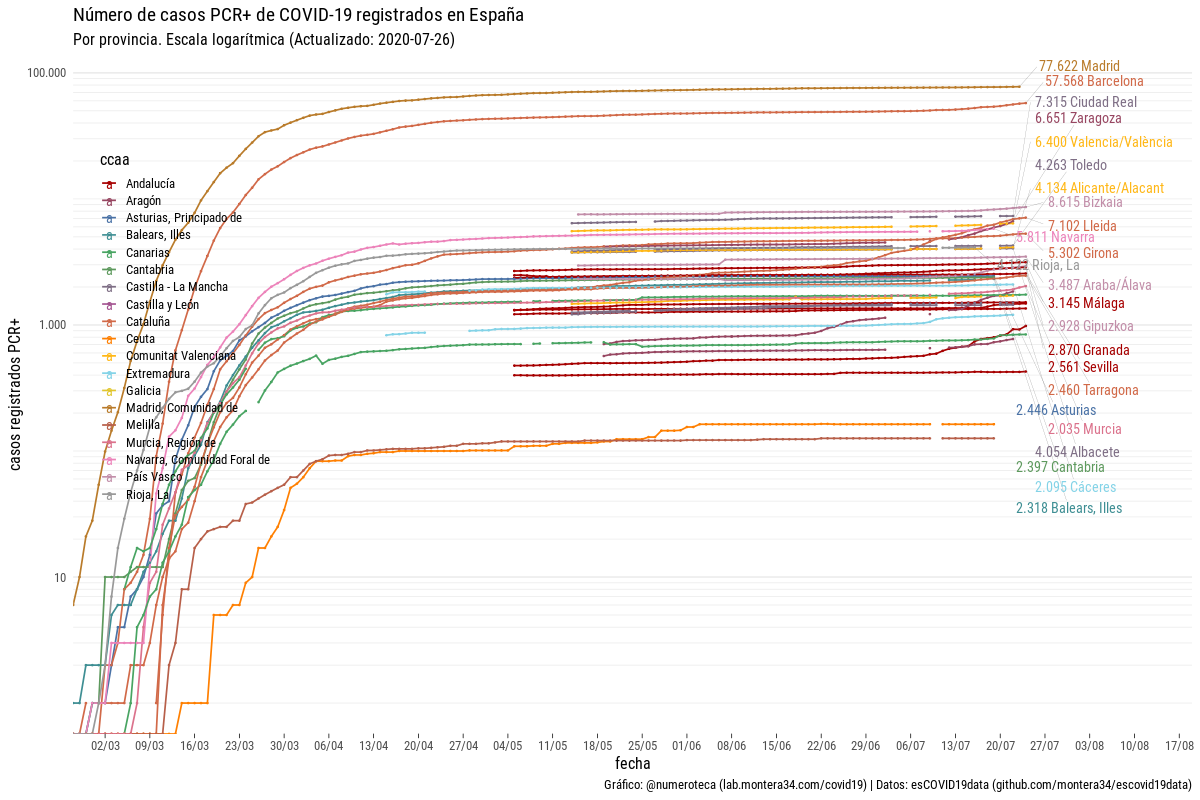 Número de casos PCR+ de COVID-19 registrados en España
Por provincia. Escala logarítmica (Actualizado: 2020-07-26)
100.000
1.000
10
casos registrados PCR+
ccaa
Andalucía
Aragón
Asturias, Principado de
Balears, Illes
Canarias
Cantabria
Castilla - La Mancha
Castilla y León
Cataluña
Ceuta
Comunitat Valenciana
Extremadura
Galicia
Madrid, Comunidad de
Melilla
Murcia, Región de
Navarra, Comunidad Foral de
País Vasco
Rioja, La
77.622 Madrid
57.568 Barcelona
7.315 Ciudad Real
6.651 Zaragoza
6.400 Valencia/València
4.263 Toledo
4.134 Alicante/Alacant
8.615 Bizkaia
7.102 Lleida
5.811 Navarra
5.302 Girona
Rioja, La
3.487 Araba/Álava
3.145 Málaga
2.928 Gipuzkoa
2.870 Granada
2.561 Sevilla
2.460 Tarragona
2.446 Asturias
2.035 Murcia
4.054 Albacete
2.397 Cantabria
2.095 Cáceres
2.318 Balears, Illes
02/03 09/03 16/03 23/03 30/03 06/04 13/04 20/04 27/04 04/05 11/05 18/05 25/05 01/06 08/06 15/06 22/06 29/06 06/07 13/07 20/07 27/07 03/08 10/08 17/08
fecha
Gráfico: @numeroteca (lab.montera34.com/covid19) | Datos: esCOVID19data (github.com/montera34/escovid19data)